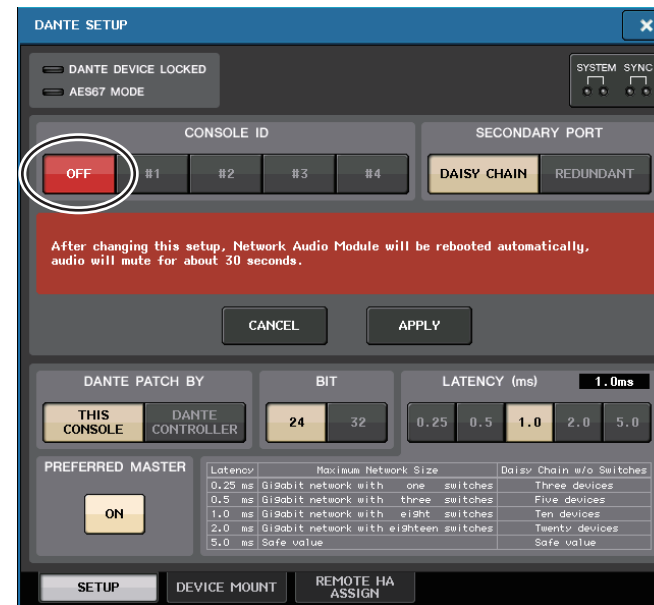 DANTE SETUP
×
DANTE DEVICE LOCKED
AES67 MODE
SYSTEM SYNC
CONSOLE ID
OFF #1 #2 #3 #4
SECONDARY PORT
DAISY CHAIN REDUNDANT
After changing this setup, Network Audio Module will be rebooted automatically,
audio will mute for about 30 seconds.
CANCEL APPLY
DANTE PATCH BY
THIS CONSOLE DANTE CONTROLLER
BIT
24 32
LATENCY (ms) 1.0ms
0.25 0.5 1.0 2.0 5.0
PREFERRED MASTER
ON
Latency Maximum Network Size Daisy Chain w/o Switches
0.25 ms Gigabit network with one switches Three devices
0.5 ms Gigabit network with three switches Five devices
1.0 ms Gigabit network with eight switches Ten devices
2.0 ms Gigabit network with eighteen switches Twenty devices
5.0 ms Safe value Safe value
SETUP DEVICE MOUNT REMOTE HA ASSIGN